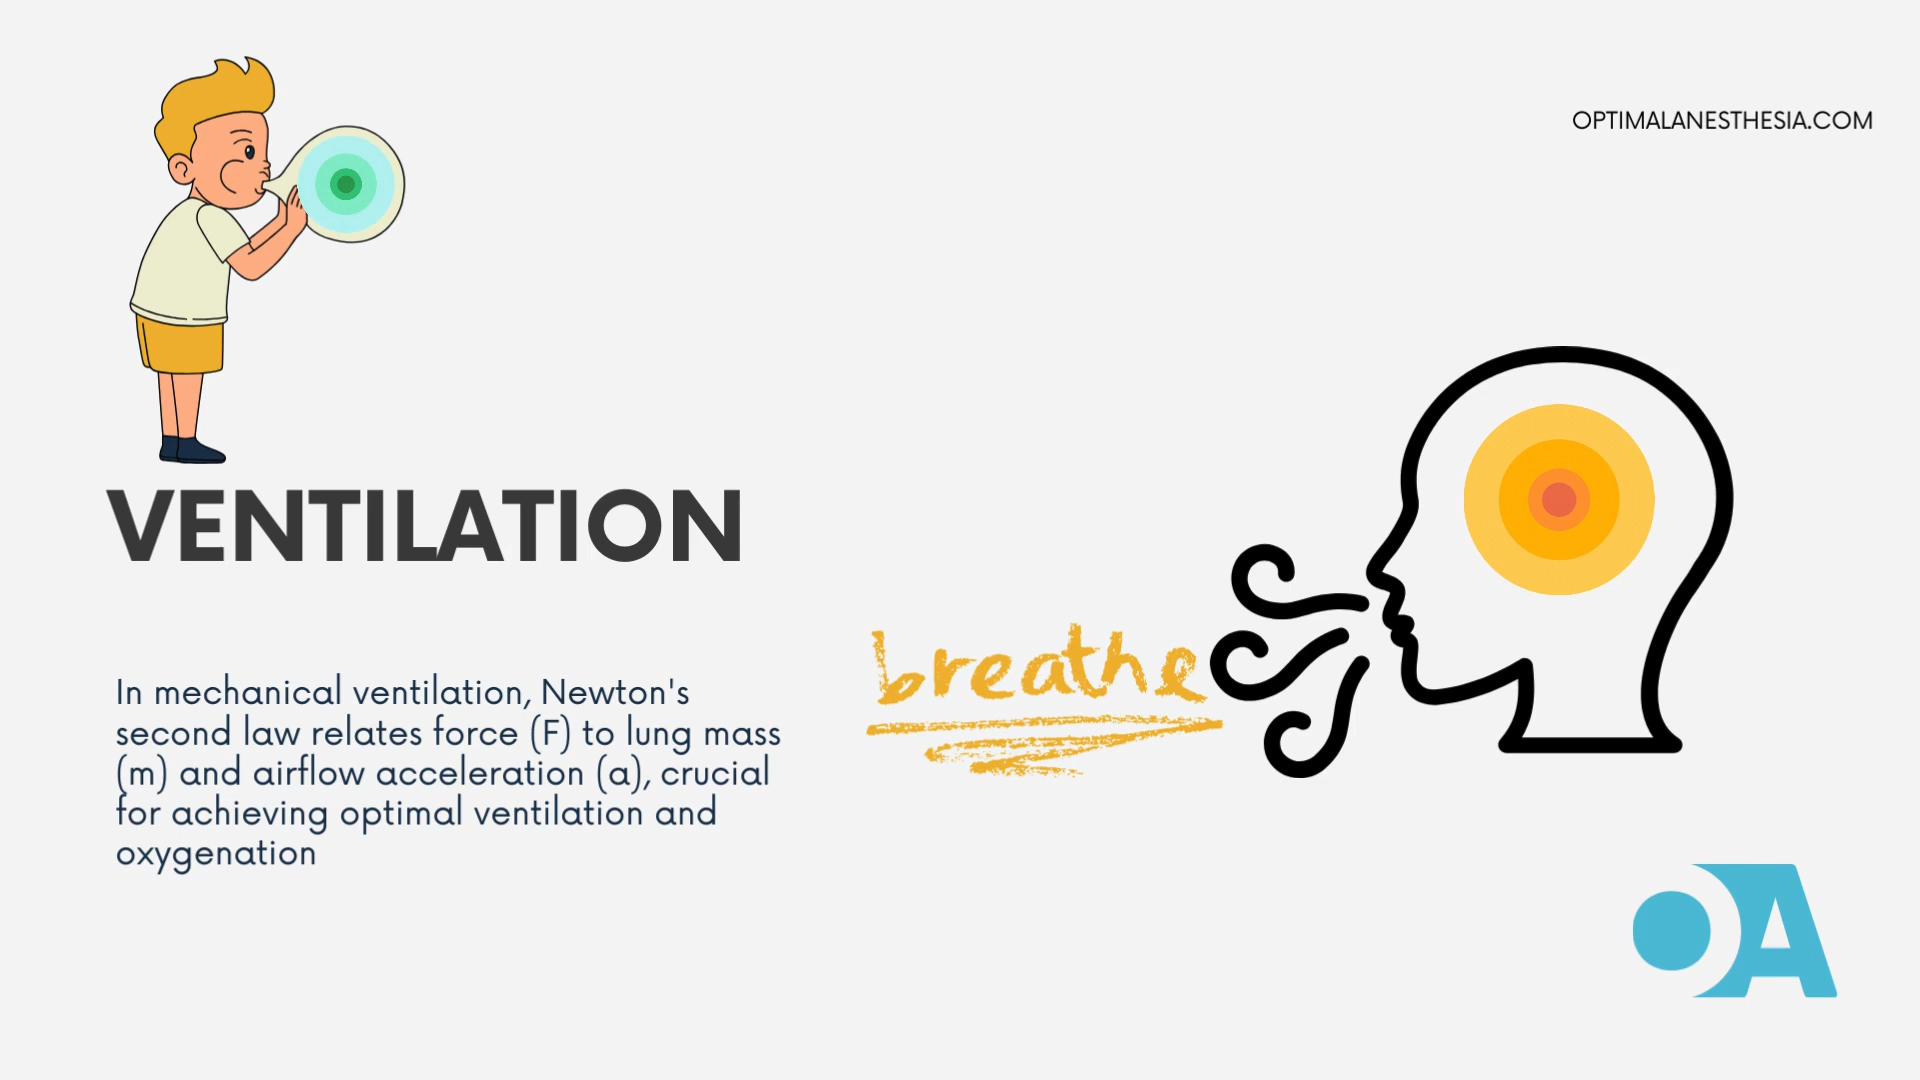 OPTIMALANESTHESIA.COM
VENTILATION
breathe
In mechanical ventilation, Newton's
second law relates force (F) to lung mass
(m) and airflow acceleration (a), crucial
for achieving optimal ventilation and
oxygenation
OA